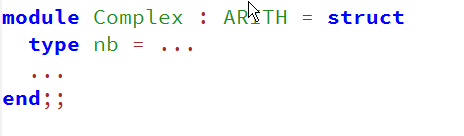 module Complex : ARITH = struct
  type nb = ...
  ...
end;;